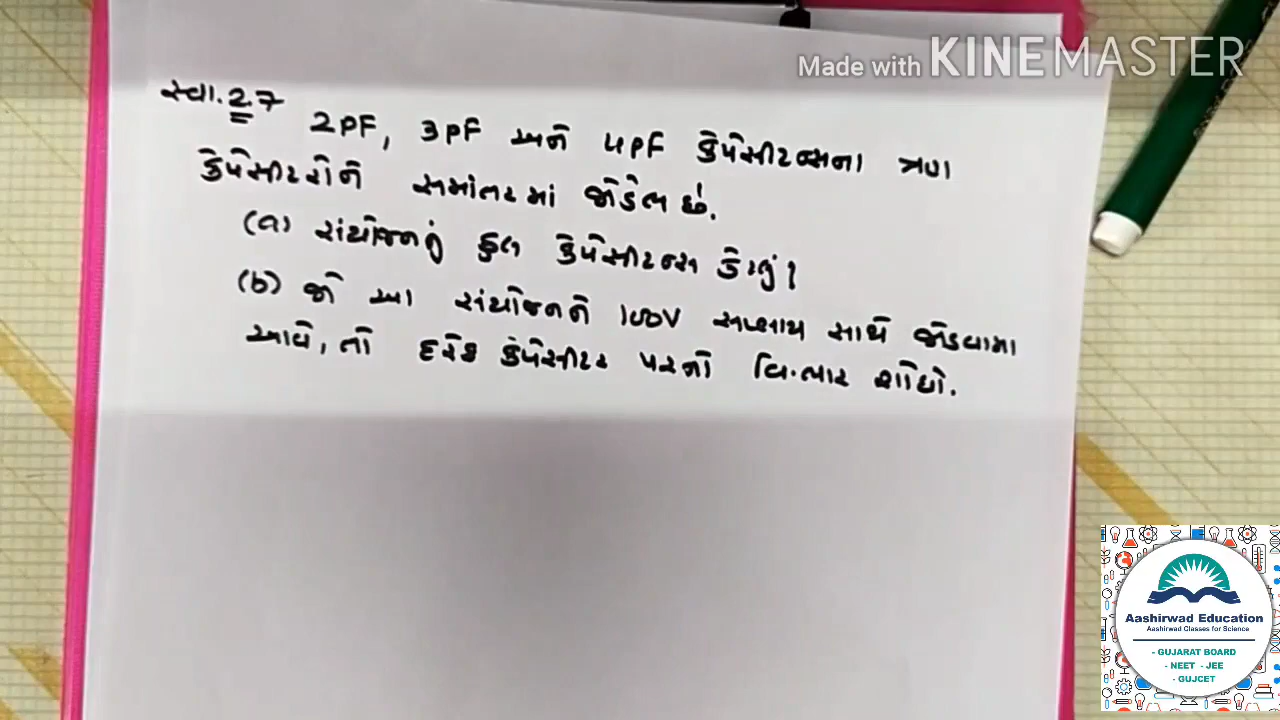 Made with KINEMASTER
સ્વા. 2.7
2PF, 3PF અને 4PF કેપેસીટન્સના ત્રણ
કેપેસીટરોને સમાંતરમાં જોડેલ છે.
(a) સંયોજનનું કુલ કેપેસીટન્સ કેટલું?
(b) જો આ સંયોજનને 100V સપ્લાય સાથે જોડવામાં
આવે, તો દરેક કેપેસીટર પરનો વિ.ભાર શોધો.
Aashirwad Education
Aashirwad Classes for Science
- GUJARAT BOARD
- NEET - JEE
- GUJCET